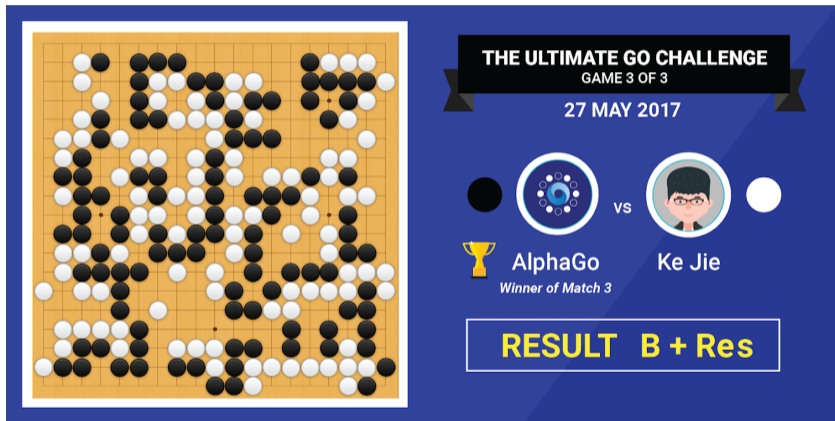 THE ULTIMATE GO CHALLENGE
GAME 3 OF 3
27 MAY 2017
vs
AlphaGo
Ke Jie
Winner of Match 3
RESULT B + Res